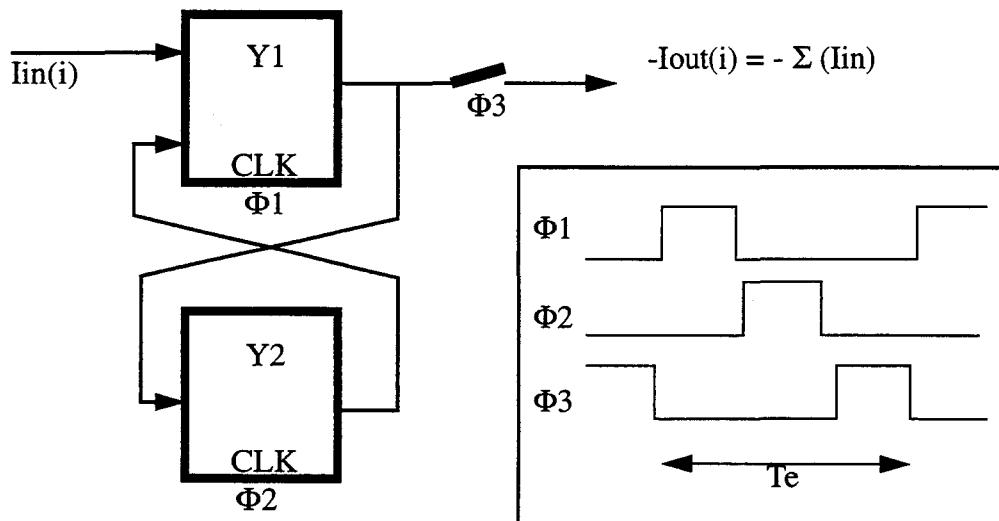 Iin(i)
Y1
CLK
Φ1
Φ3
-Iout(i) = - Σ (Iin)
Y2
CLK
Φ2
Φ1
Φ2
Φ3
Te